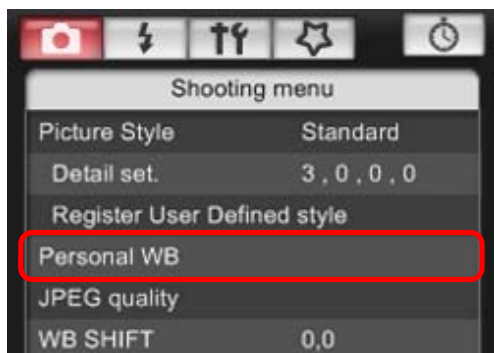 Shooting menu
Picture Style Standard
Detail set. 3 , 0 , 0 , 0
Register User Defined style
Personal WB
JPEG quality
WB SHIFT 0,0